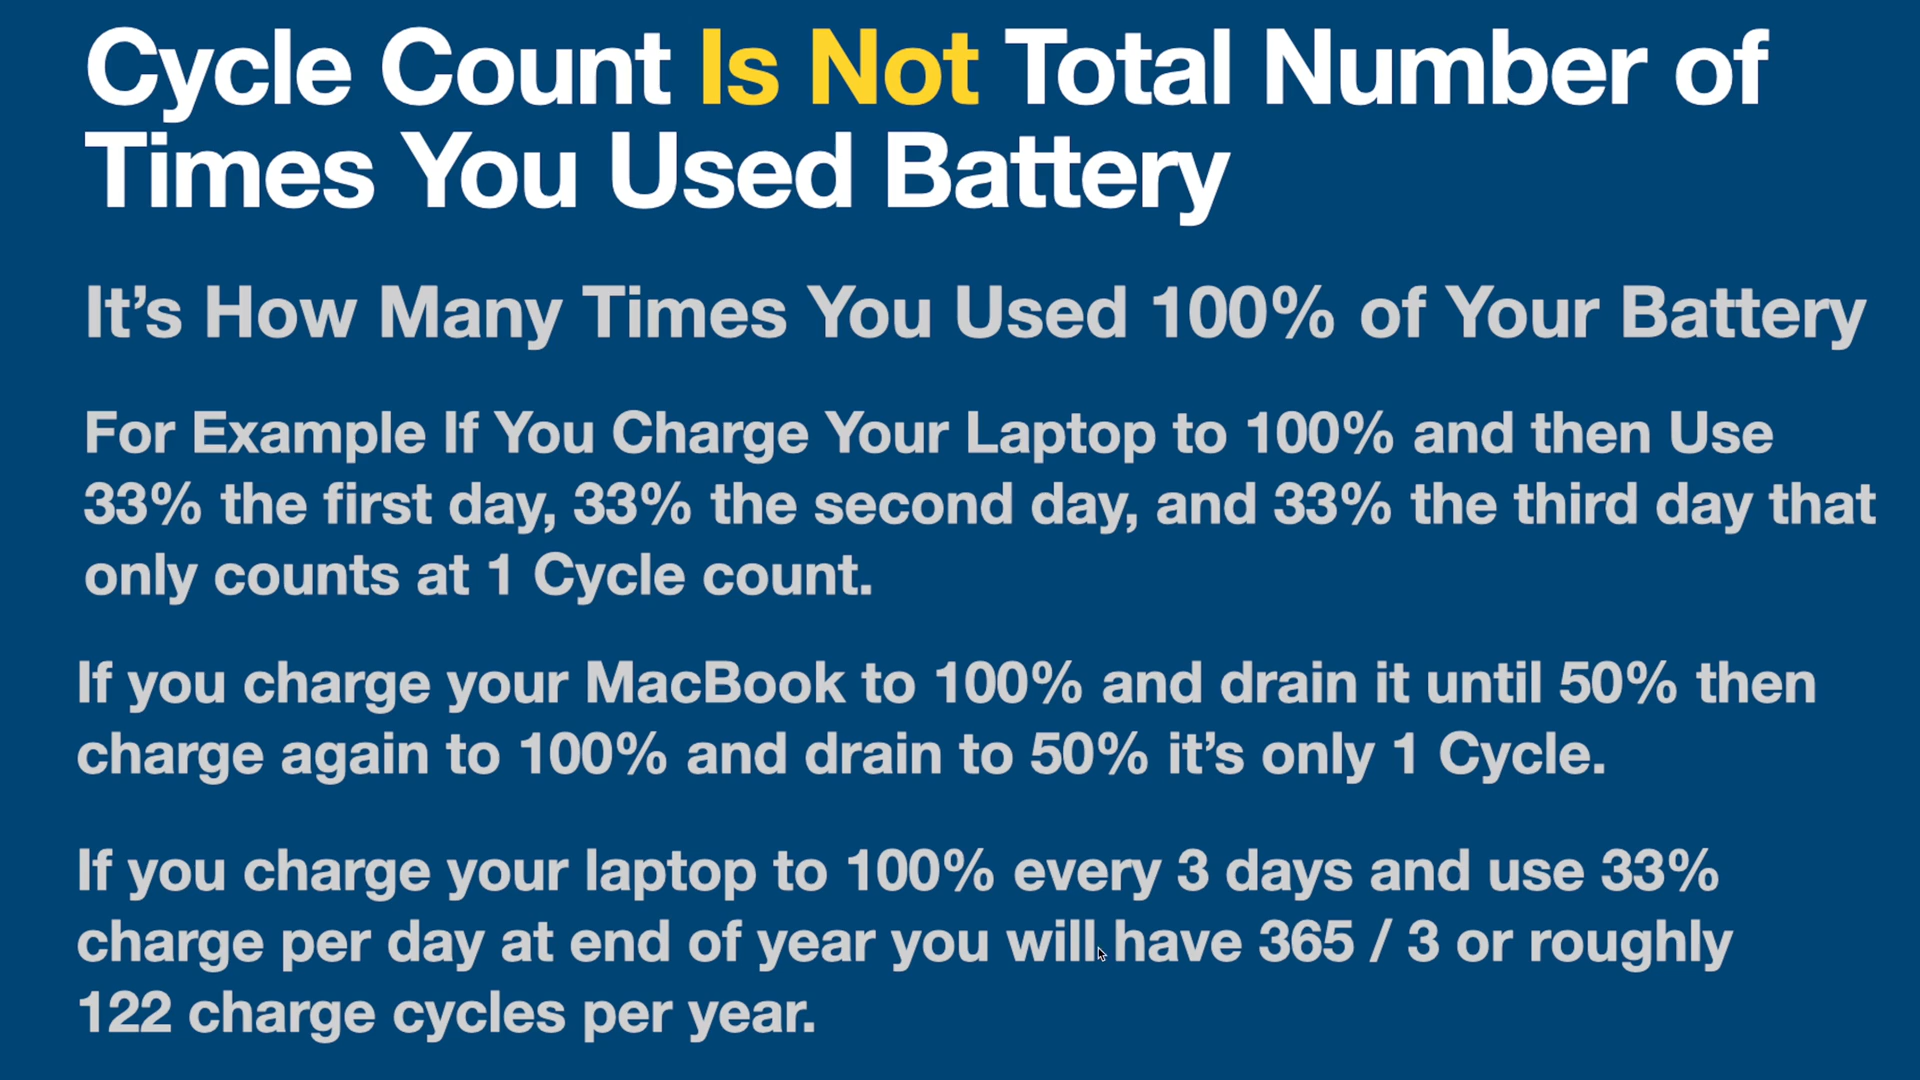 Cycle Count Is Not Total Number of
Times You Used Battery
It’s How Many Times You Used 100% of Your Battery
For Example If You Charge Your Laptop to 100% and then Use
33% the first day, 33% the second day, and 33% the third day that
only counts at 1 Cycle count.
If you charge your MacBook to 100% and drain it until 50% then
charge again to 100% and drain to 50% it’s only 1 Cycle.
If you charge your laptop to 100% every 3 days and use 33%
charge per day at end of year you will have 365 / 3 or roughly
122 charge cycles per year.